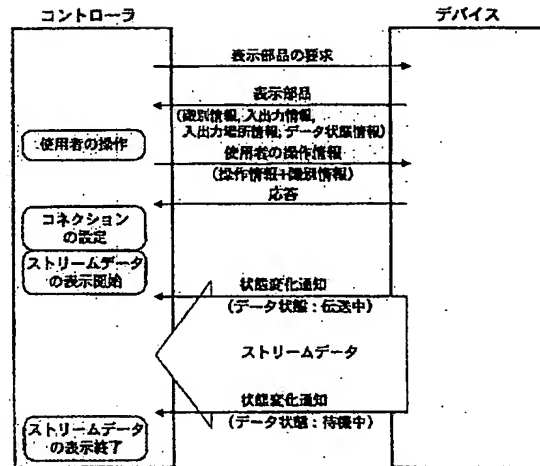 コントローラ
デバイス
表示部品の要求
表示部品
(識別情報, 入出力情報,
入出力場所情報, データ状態情報)
使用者の操作
使用者の操作情報
(操作情報+識別情報)
応答
コネクション
の設定
ストリームデータ
の表示開始
状態変化通知
(データ状態：伝送中)
ストリームデータ
状態変化通知
(データ状態：待機中)
ストリームデータ
の表示終了